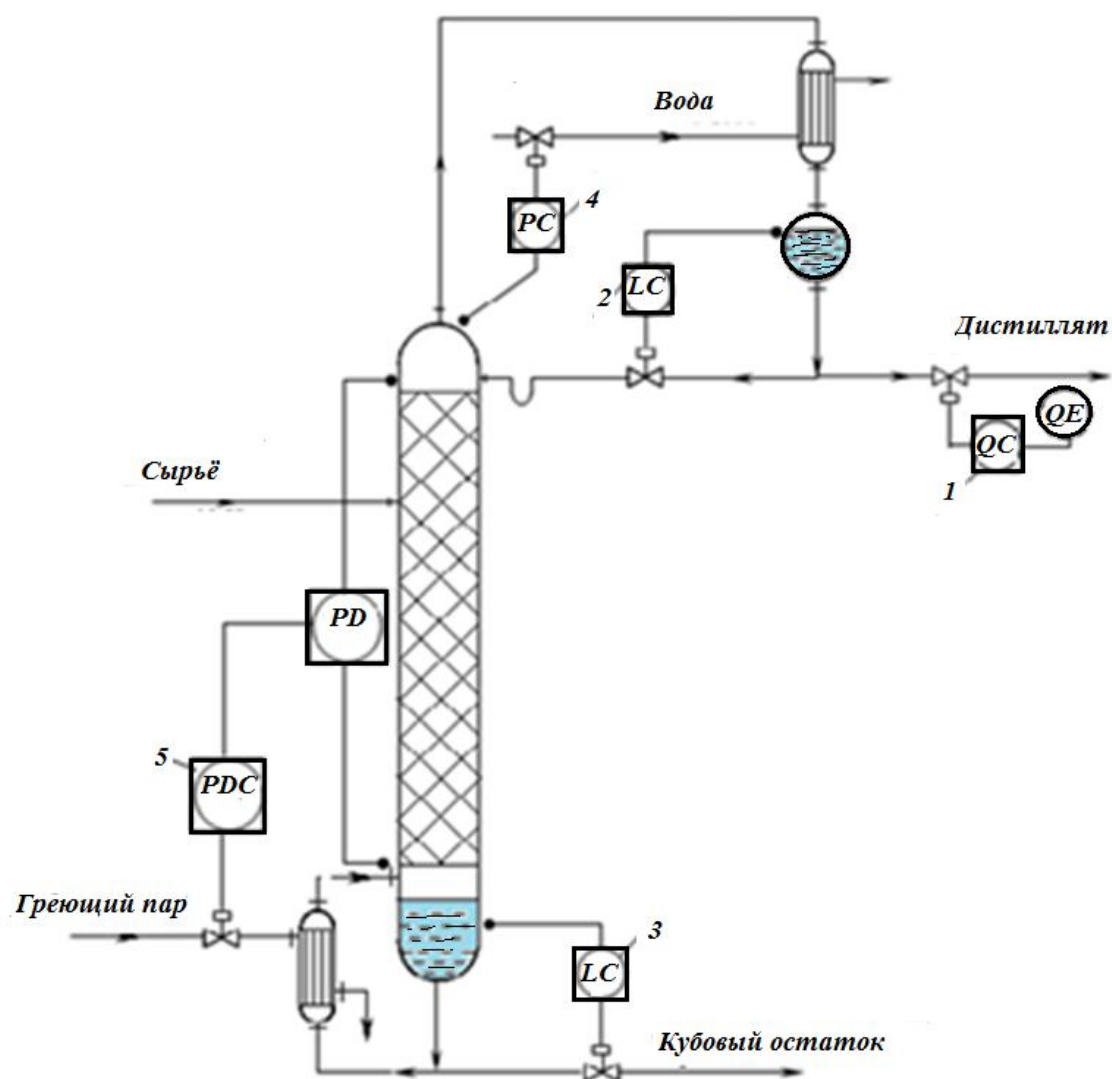 Вода
PC
4
2
LC
Дистиллят
QE
QC
1
Сырьё
PD
5
PDC
Греющий пар
3
LC
Кубовый остаток